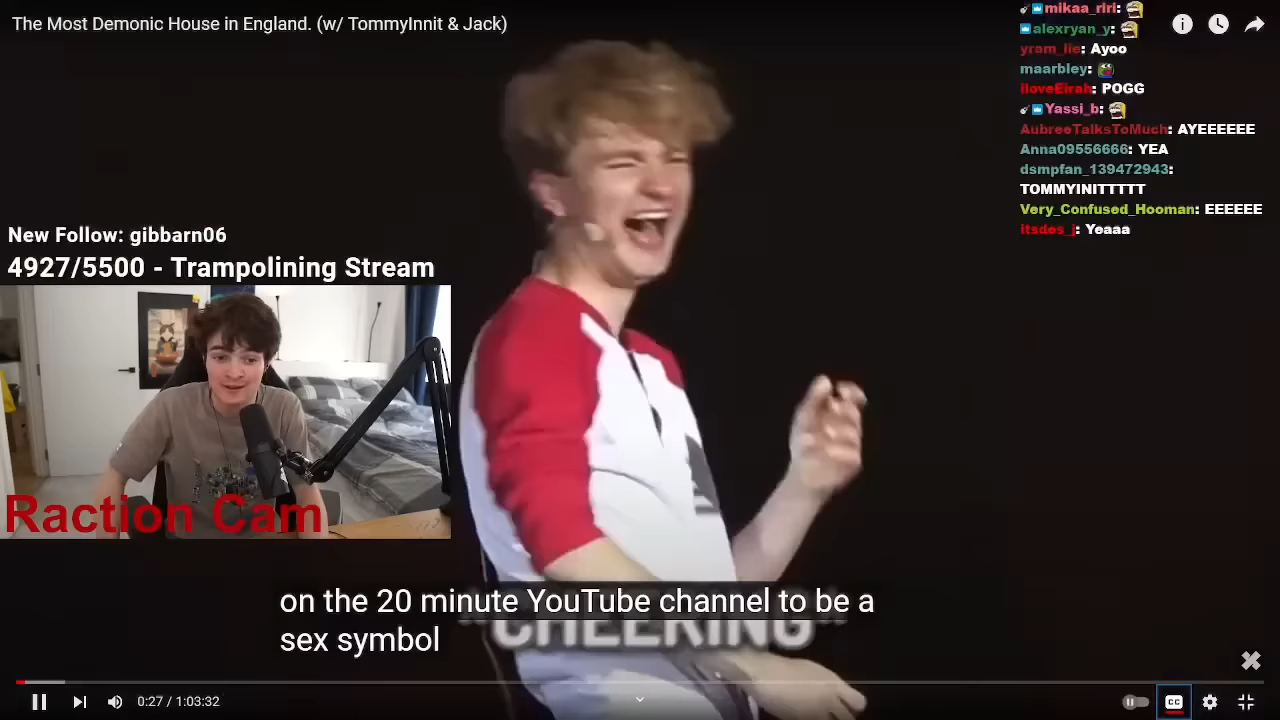 The Most Demonic House in England. (w/ TommyInnit & Jack)
mikaa_riri:
alexryan_y:
yram_lie: Ayoo
maarbley:
iloveEirah: POGG
Yassi_b:
AubreeTalksToMuch: AYEEEEEE
Anna09556666: YEA
dsmpfan_139472943:
TOMMYINITTTTT
Very_Confused_Hooman: EEEEEE
itsdes_j: Yeaaa
New Follow: gibbarn06
4927/5500 - Trampolining Stream
Raction Cam
on the 20 minute YouTube channel to be a
sex symbol
*CHEERING*
0:27 / 1:03:32
CC